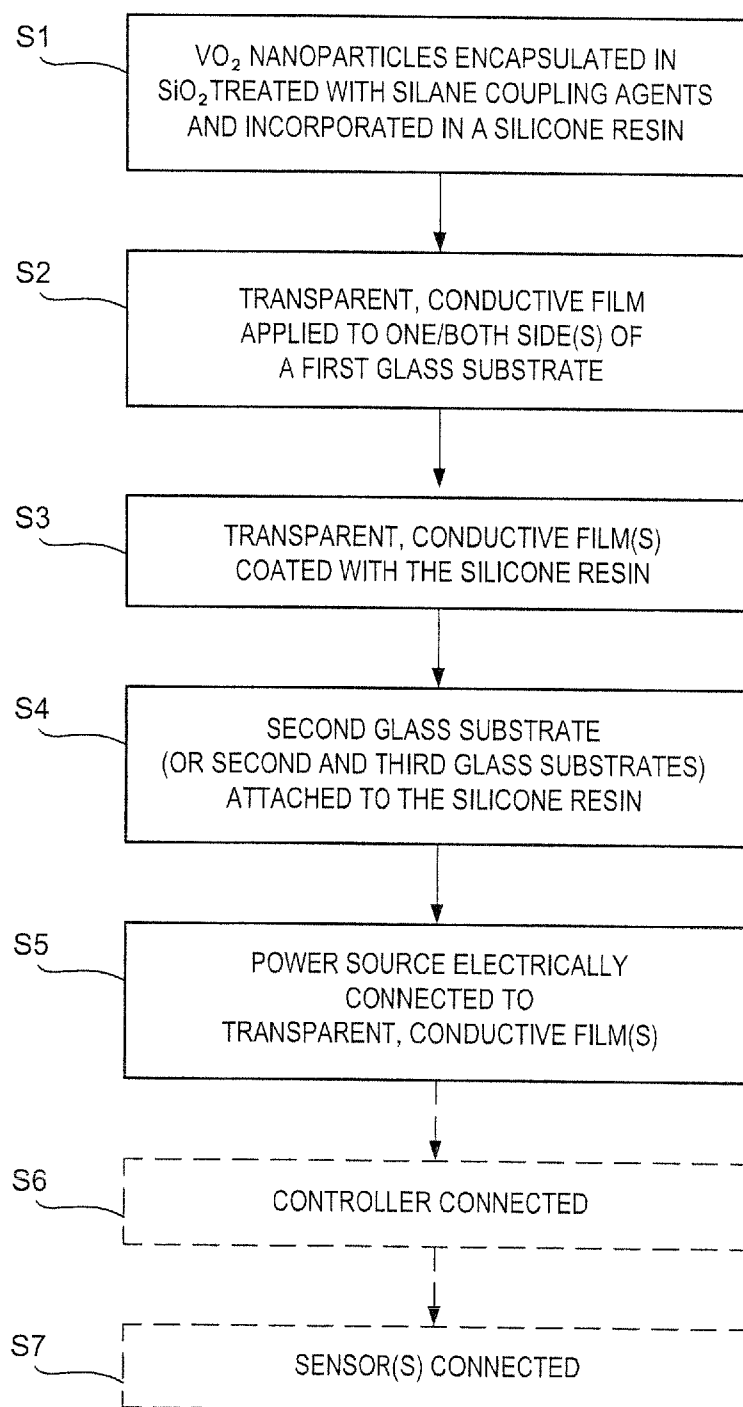 S1
VO₂ NANOPARTICLES ENCAPSULATED IN
SiO₂ TREATED WITH SILANE COUPLING AGENTS
AND INCORPORATED IN A SILICONE RESIN
S2
TRANSPARENT, CONDUCTIVE FILM
APPLIED TO ONE/BOTH SIDE(S) OF
A FIRST GLASS SUBSTRATE
S3
TRANSPARENT, CONDUCTIVE FILM(S)
COATED WITH THE SILICONE RESIN
S4
SECOND GLASS SUBSTRATE
(OR SECOND AND THIRD GLASS SUBSTRATES)
ATTACHED TO THE SILICONE RESIN
S5
POWER SOURCE ELECTRICALLY
CONNECTED TO
TRANSPARENT, CONDUCTIVE FILM(S)
S6
CONTROLLER CONNECTED
S7
SENSOR(S) CONNECTED